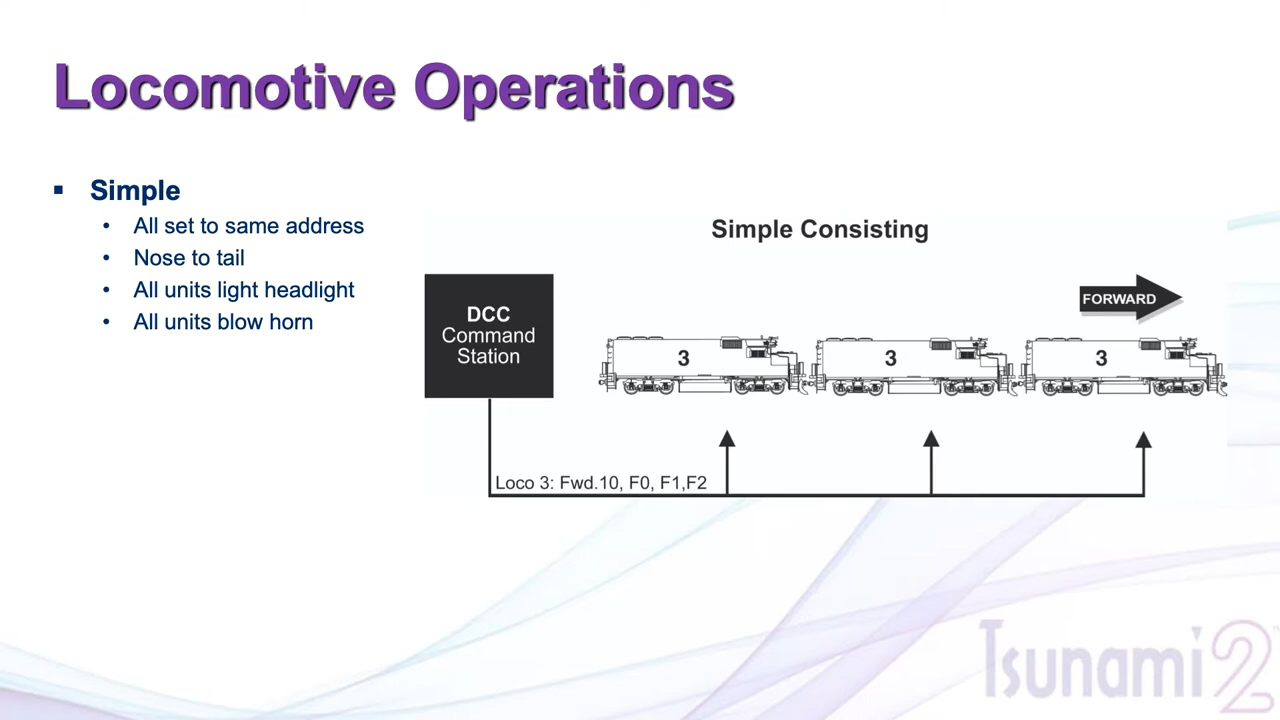 Locomotive Operations
▪ Simple
• All set to same address
• Nose to tail
• All units light headlight
• All units blow horn
Simple Consisting
FORWARD
DCC
Command
Station
3 3 3
Loco 3: Fwd.10, F0, F1,F2
Tsunami2™